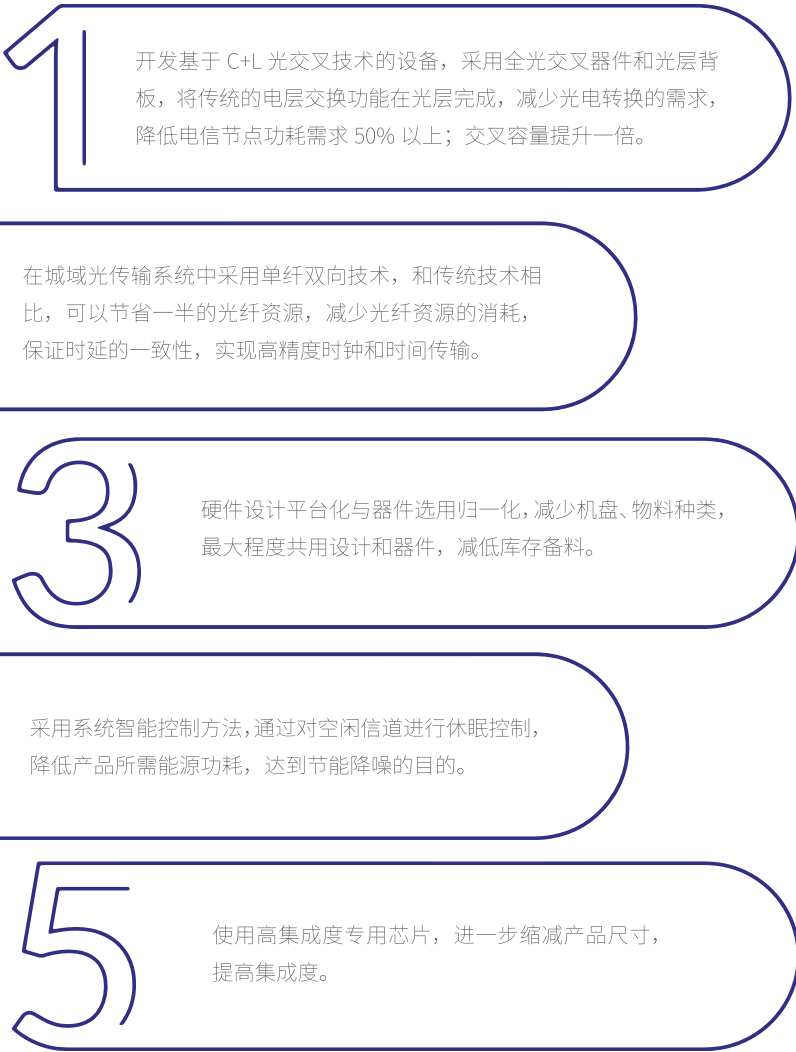 1
开发基于 C+L 光交叉技术的设备，采用全光交叉器件和光层背
板，将传统的电层交换功能在光层完成，减少光电转换的需求，
降低电信节点功耗需求 50% 以上；交叉容量提升一倍。
在城域光传输系统中采用单纤双向技术，和传统技术相
比，可以节省一半的光纤资源，减少光纤资源的消耗，
保证时延的一致性，实现高精度时钟和时间传输。
3
硬件设计平台化与器件选用归一化，减少机盘、物料种类，
最大程度共用设计和器件，减低库存备料。
采用系统智能控制方法，通过对空闲信道进行休眠控制，
降低产品所需能源功耗，达到节能降噪的目的。
5
使用高集成度专用芯片，进一步缩减产品尺寸，
提高集成度。